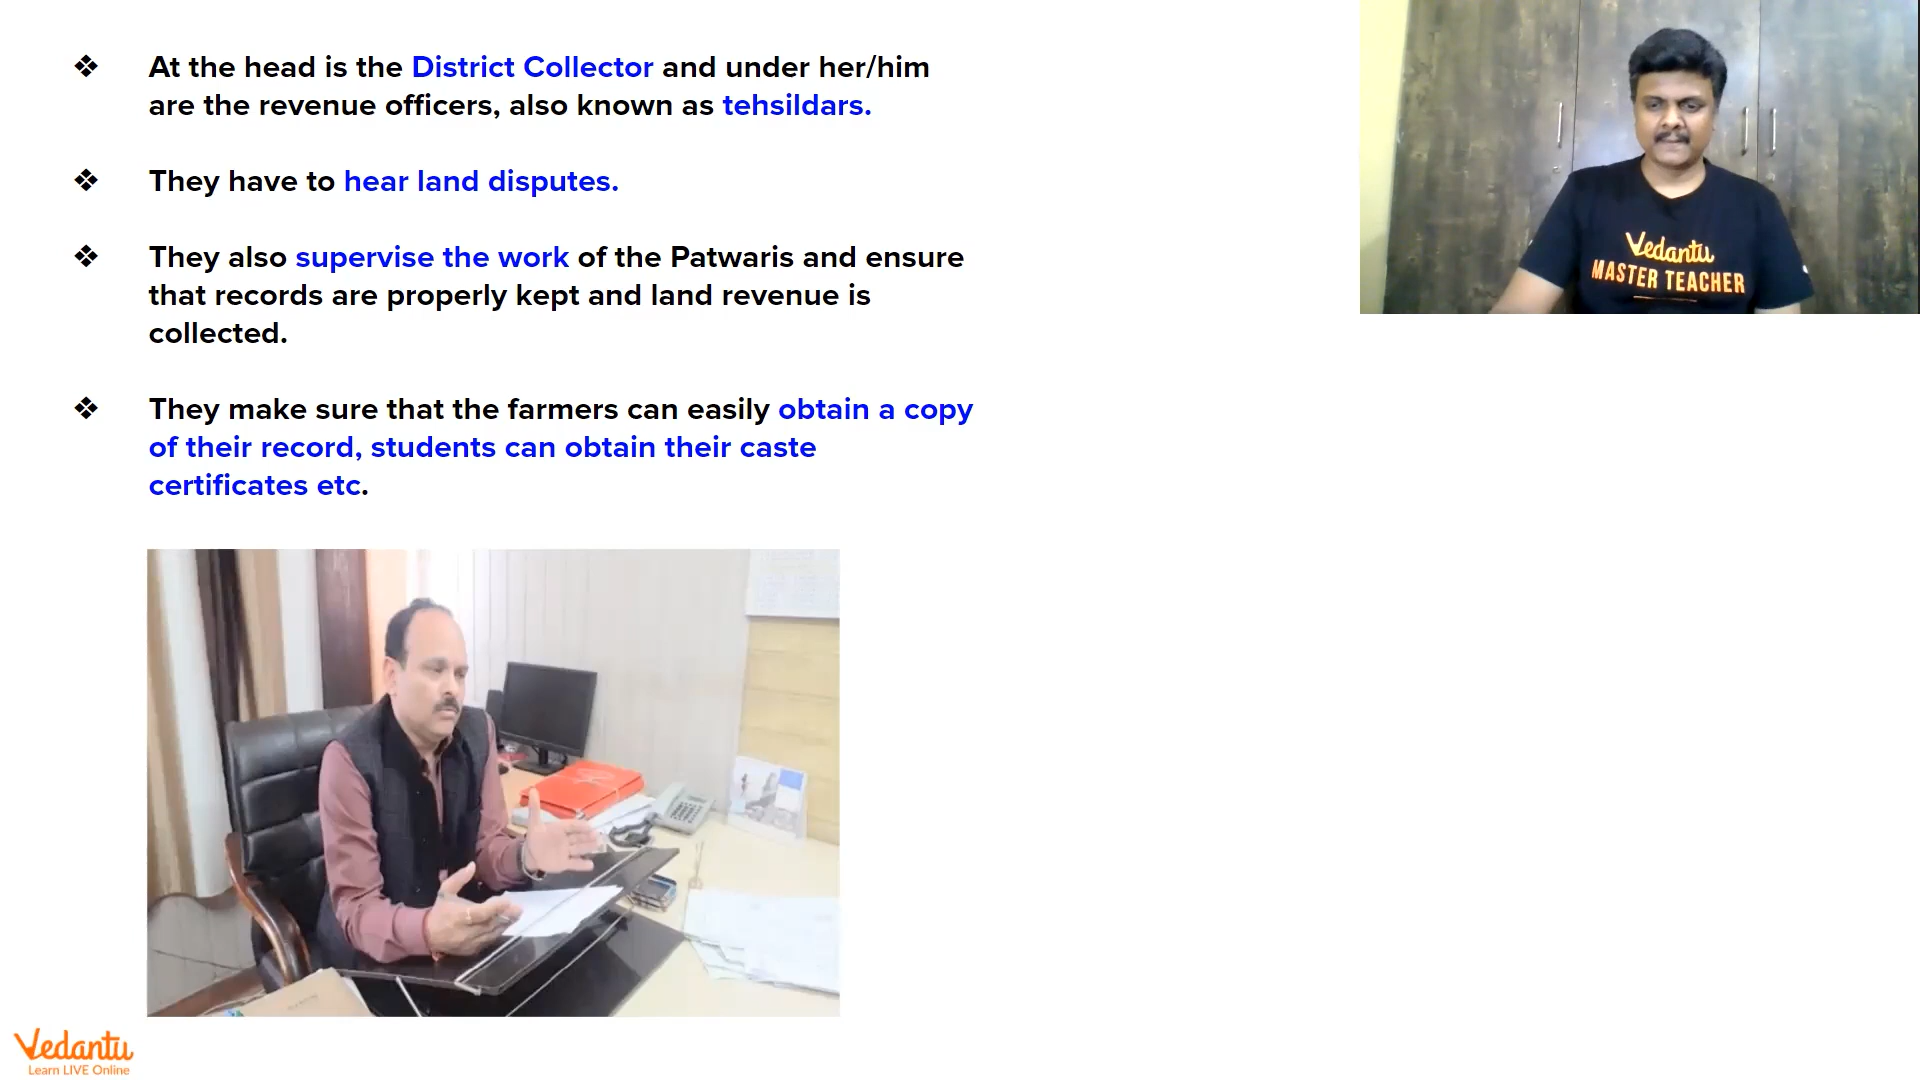 ❖ At the head is the District Collector and under her/him
are the revenue officers, also known as tehsildars.
❖ They have to hear land disputes.
❖ They also supervise the work of the Patwaris and ensure
that records are properly kept and land revenue is
collected.
❖ They make sure that the farmers can easily obtain a copy
of their record, students can obtain their caste
certificates etc.
Vedantu
MASTER TEACHER
Vedantu
Learn LIVE Online